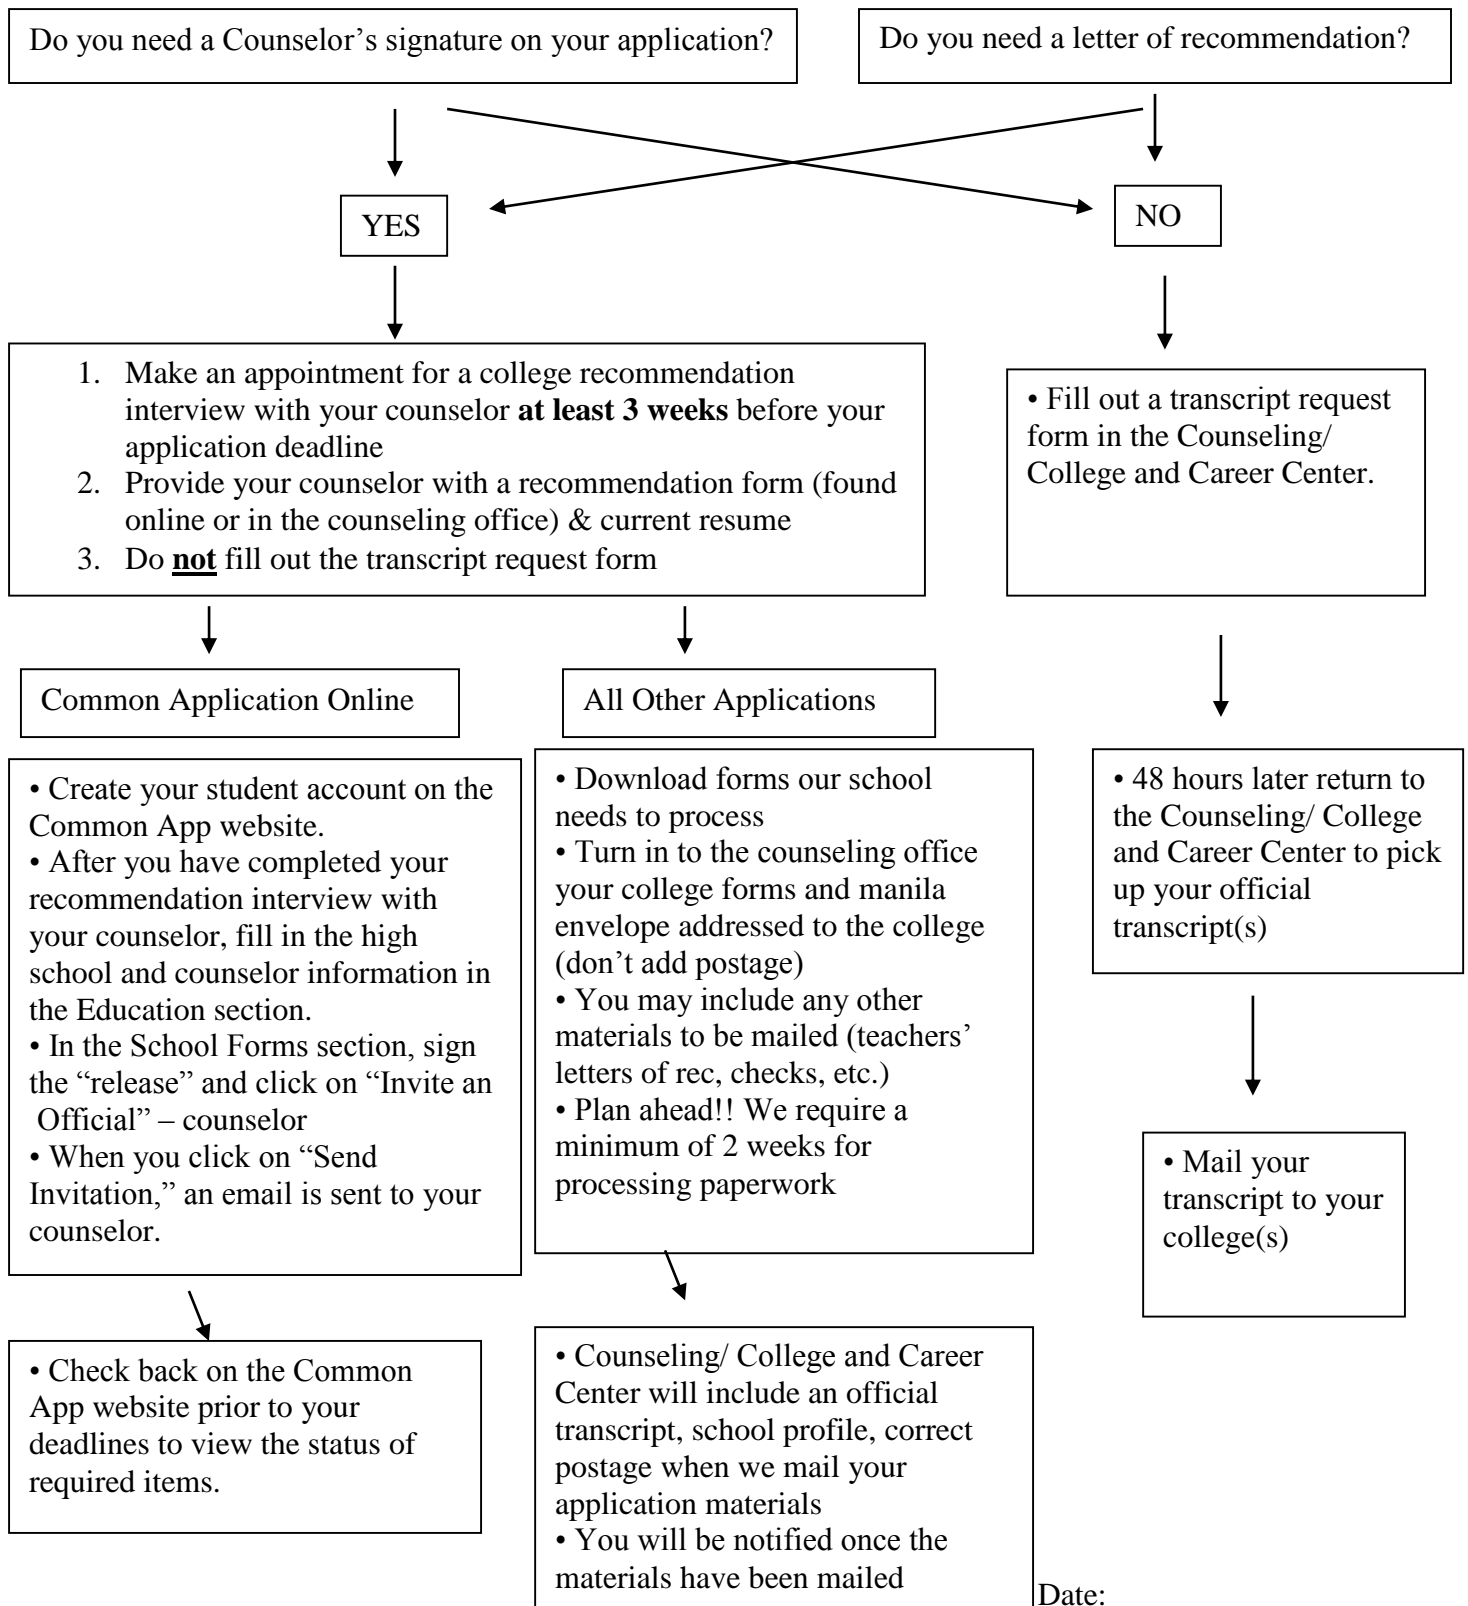 Do you need a Counselor’s signature on your application?
Do you need a letter of recommendation?
YES
NO
1. Make an appointment for a college recommendation
interview with your counselor at least 3 weeks before your
application deadline
2. Provide your counselor with a recommendation form (found
online or in the counseling office) & current resume
3. Do not fill out the transcript request form
• Fill out a transcript request
form in the Counseling/
College and Career Center.
Common Application Online
All Other Applications
• Create your student account on the
Common App website.
• After you have completed your
recommendation interview with
your counselor, fill in the high
school and counselor information in
the Education section.
• In the School Forms section, sign
the “release” and click on “Invite an
Official” – counselor
• When you click on “Send
Invitation,” an email is sent to your
counselor.
• Download forms our school
needs to process
• Turn in to the counseling office
your college forms and manila
envelope addressed to the college
(don’t add postage)
• You may include any other
materials to be mailed (teachers’
letters of rec, checks, etc.)
• Plan ahead!! We require a
minimum of 2 weeks for
processing paperwork
• 48 hours later return to
the Counseling/ College
and Career Center to pick
up your official
transcript(s)
• Mail your
transcript to your
college(s)
• Check back on the Common
App website prior to your
deadlines to view the status of
required items.
• Counseling/ College and Career
Center will include an official
transcript, school profile, correct
postage when we mail your
application materials
• You will be notified once the
materials have been mailed
Date: